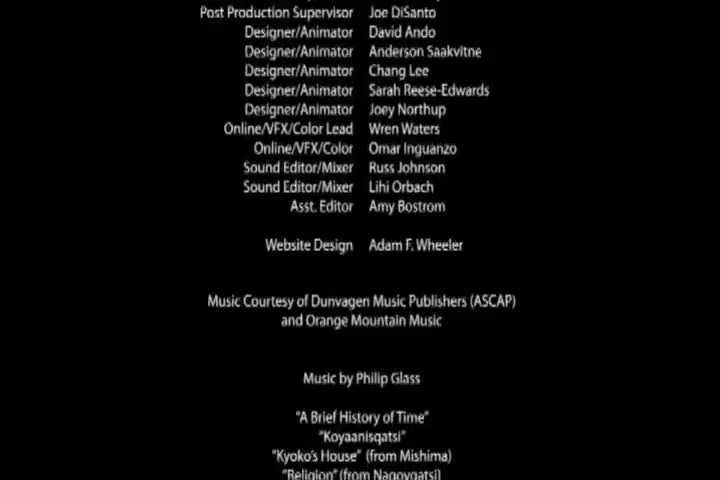 Post Production Supervisor Joe DiSanto
Designer/Animator David Ando
Designer/Animator Anderson Saakvitne
Designer/Animator Chang Lee
Designer/Animator Sarah Reese-Edwards
Designer/Animator Joey Northup
Online/VFX/Color Lead Wren Waters
Online/VFX/Color Omar Inguanzo
Sound Editor/Mixer Russ Johnson
Sound Editor/Mixer Lihi Orbach
Asst. Editor Amy Bostrom
Website Design Adam F. Wheeler
Music Courtesy of Dunvagen Music Publishers (ASCAP)
and Orange Mountain Music
Music by Philip Glass
"A Brief History of Time"
"Koyaanisqatsi"
"Kyoko's House" (from Mishima)
"Religion" (from Naqoyqatsi)